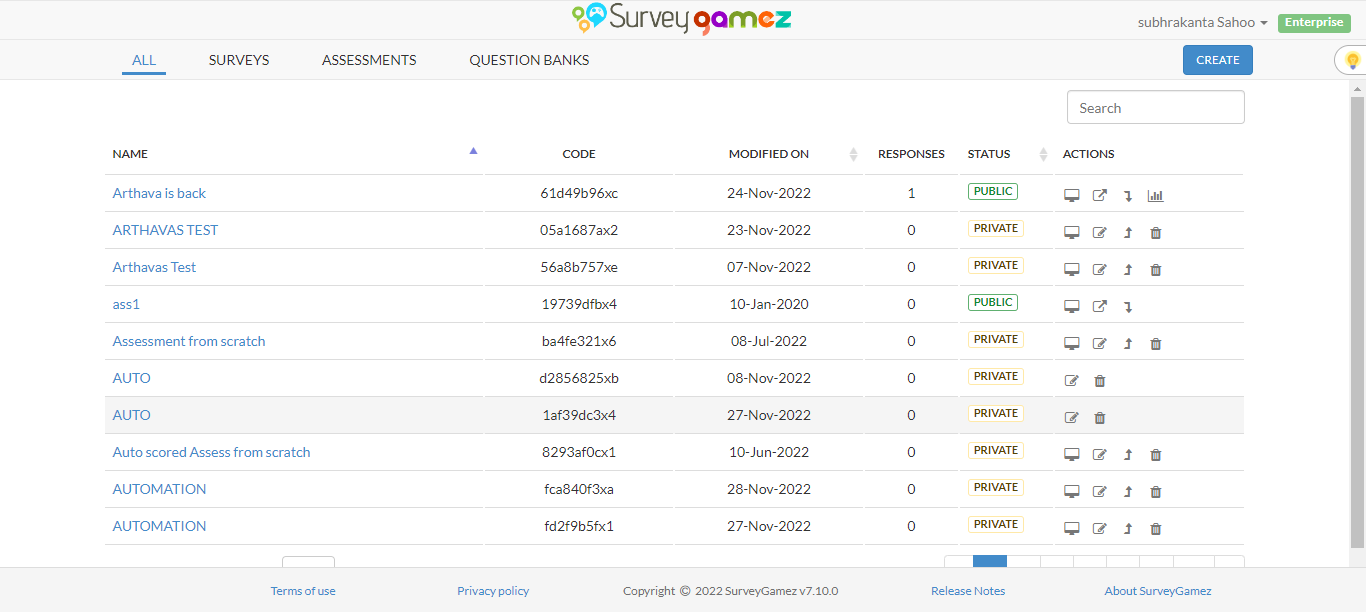 Survey gamez
subhrakanta Sahoo Enterprise
ALL SURVEYS ASSESSMENTS QUESTION BANKS CREATE
Search
NAME CODE MODIFIED ON RESPONSES STATUS ACTIONS
Arthava is back 61d49b96xc 24-Nov-2022 1 PUBLIC
ARTHAVAS TEST 05a1687ax2 23-Nov-2022 0 PRIVATE
Arthavas Test 56a8b757xe 07-Nov-2022 0 PRIVATE
ass1 19739dfbx4 10-Jan-2020 0 PUBLIC
Assessment from scratch ba4fe321x6 08-Jul-2022 0 PRIVATE
AUTO d2856825xb 08-Nov-2022 0 PRIVATE
AUTO 1af39dc3x4 27-Nov-2022 0 PRIVATE
Auto scored Assess from scratch 8293af0cx1 10-Jun-2022 0 PRIVATE
AUTOMATION fca840f3xa 28-Nov-2022 0 PRIVATE
AUTOMATION fd2f9b5fx1 27-Nov-2022 0 PRIVATE
Terms of use Privacy policy Copyright © 2022 SurveyGamez v7.10.0 Release Notes About SurveyGamez